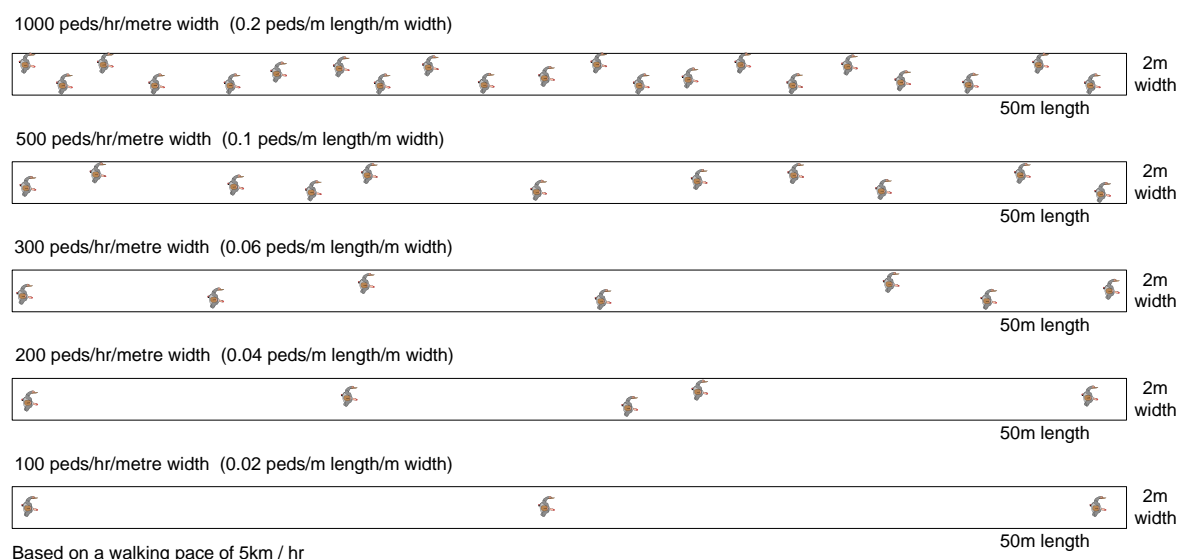 1000 peds/hr/metre width (0.2 peds/m length/m width)
2m
width
50m length
500 peds/hr/metre width (0.1 peds/m length/m width)
2m
width
50m length
300 peds/hr/metre width (0.06 peds/m length/m width)
2m
width
50m length
200 peds/hr/metre width (0.04 peds/m length/m width)
2m
width
50m length
100 peds/hr/metre width (0.02 peds/m length/m width)
2m
width
50m length
Based on a walking pace of 5km / hr